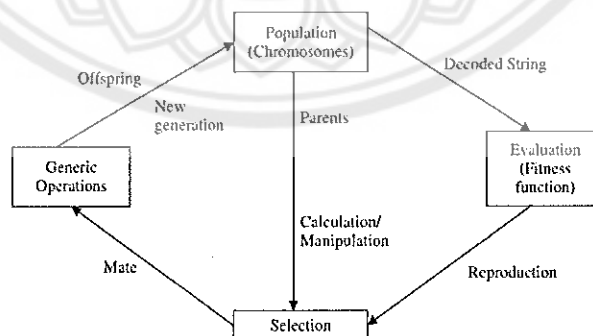 Population
(Chromosomes)
Decoded String
Offspring
New
generation
Parents
Evaluation
(Fitness
function)
Generic
Operations
Calculation/
Manipulation
Mate
Reproduction
Selection